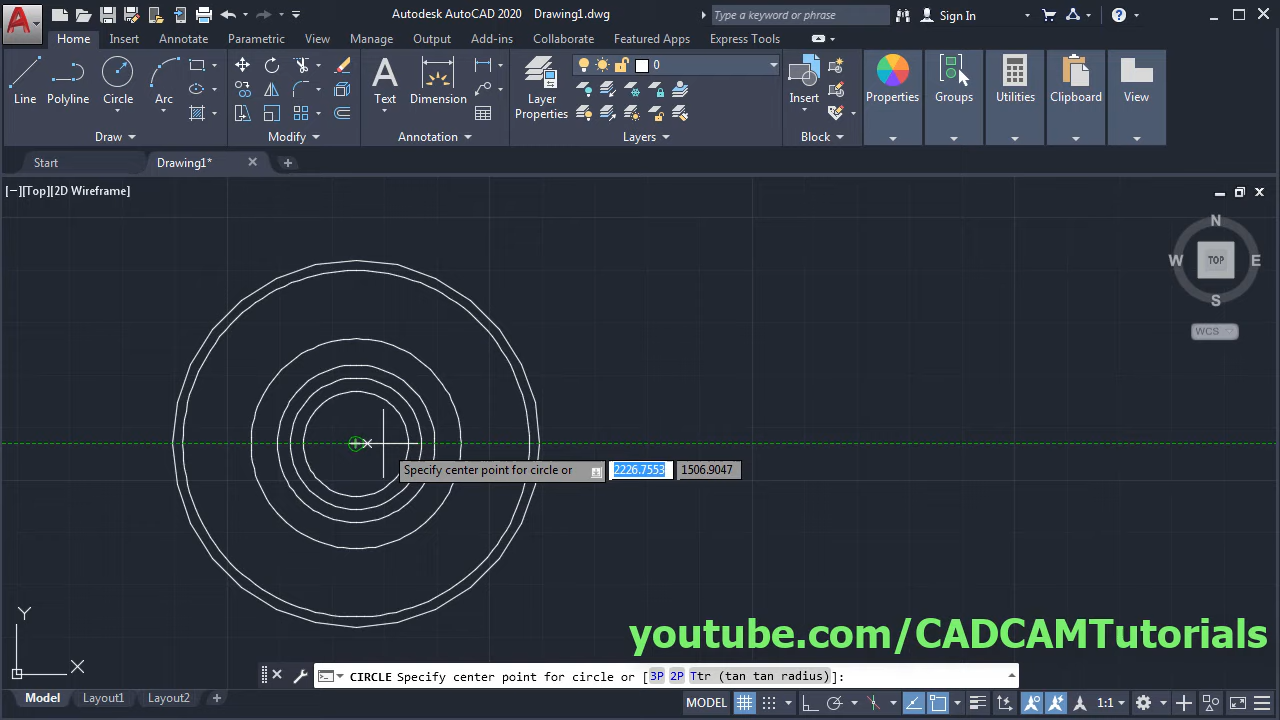 A
Autodesk AutoCAD 2020 Drawing1.dwg
Type a keyword or phrase
Sign In
?
Home Insert Annotate Parametric View Manage Output Add-ins Collaborate Featured Apps Express Tools
Line Polyline Circle Arc
Draw
Modify
A
Text Dimension
Annotation
Layer
Properties
0
Layers
Insert
Block
Properties
Groups
Utilities
Clipboard
View
Start Drawing1*
[−][Top][2D Wireframe]
N
W TOP E
S
WCS
Specify center point for circle or 2226.7553 1506.9047
Y
X
youtube.com/CADCAMTutorials
CIRCLE Specify center point for circle or [3P 2P Ttr (tan tan radius)]:
Model Layout1 Layout2 +
MODEL 1:1